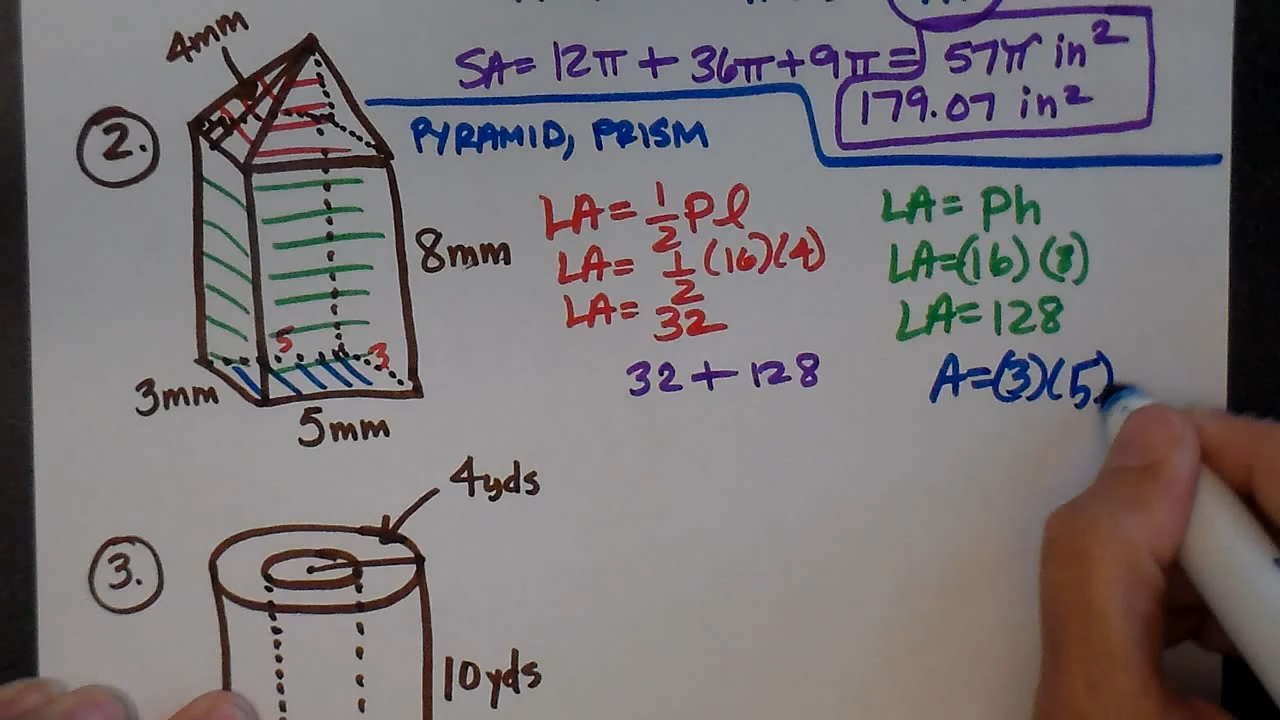 SA = 12π + 36π + 9π = 57π in²
179.07 in²
4mm
2.
PYRAMID, PRISM
LA = 1/2 Pl
LA = 1/2 (16)(4)
LA = 32
LA = Ph
LA = (16)(8)
LA = 128
8mm
5
3
3mm
5mm
32 + 128
A = (3)(5)
3.
4yds
10yds